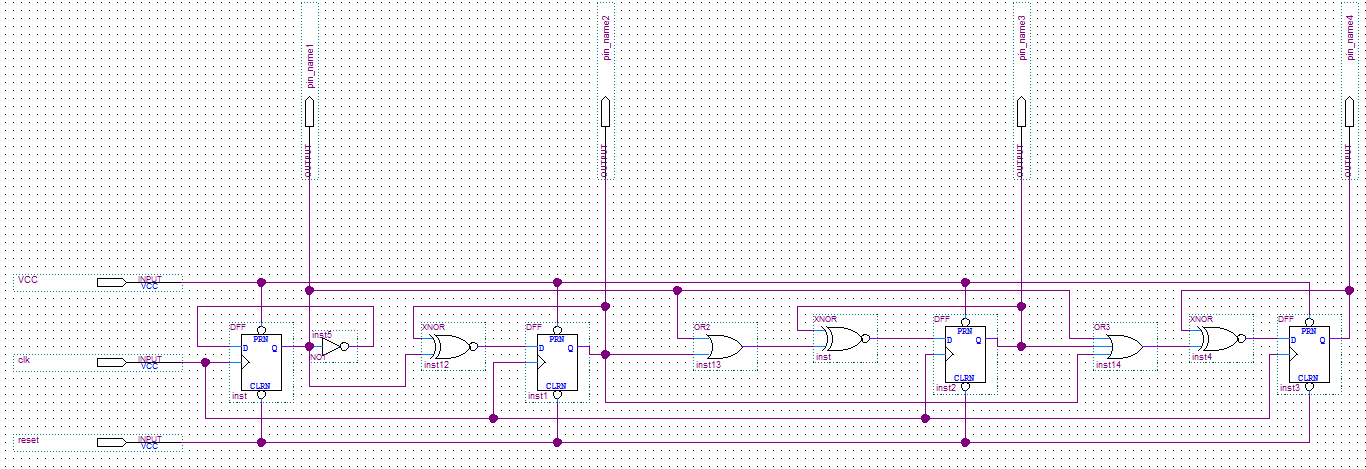 pin_name1
OUTPUT
pin_name2
OUTPUT
pin_name3
OUTPUT
pin_name4
OUTPUT
VCC
INPUT
VCC
clk
INPUT
VCC
reset
INPUT
VCC
DFF
PRN
D
Q
CLRN
inst
inst5
NOT
XNOR
inst12
DFF
PRN
D
Q
CLRN
inst1
OR2
inst13
XNOR
inst
DFF
PRN
D
Q
CLRN
inst2
OR3
inst14
XNOR
inst4
DFF
PRN
D
Q
CLRN
inst3